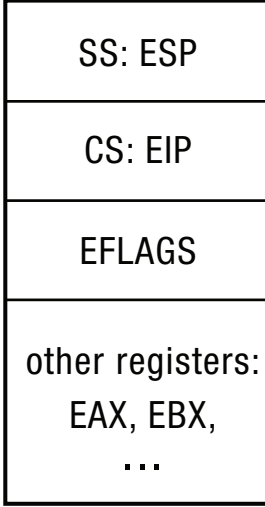 SS: ESP
CS: EIP
EFLAGS
other registers:
EAX, EBX,
...